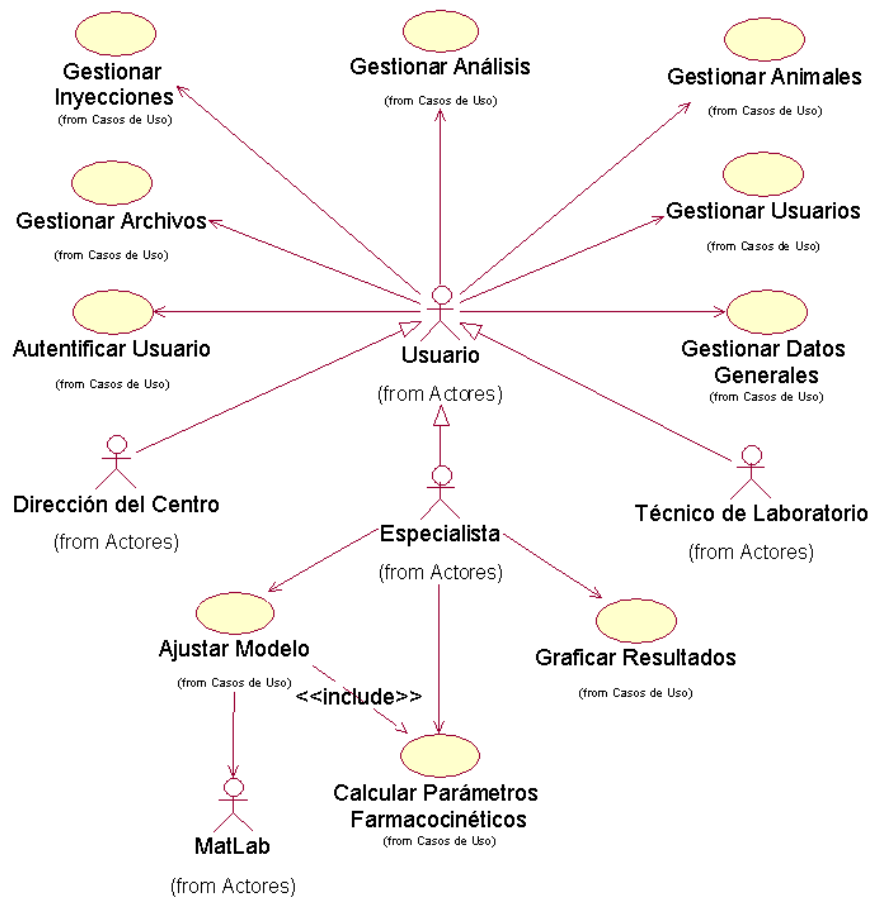 Gestionar
Inyecciones
(from Casos de Uso)
Gestionar Análisis
(from Casos de Uso)
Gestionar Animales
(from Casos de Uso)
Gestionar Archivos
(from Casos de Uso)
Gestionar Usuarios
(from Casos de Uso)
Autentificar Usuario
(from Casos de Uso)
Usuario
(from Actores)
Gestionar Datos
Generales
(from Casos de Uso)
Dirección del Centro
(from Actores)
Especialista
(from Actores)
Técnico de Laboratorio
(from Actores)
Ajustar Modelo
(from Casos de Uso)
Graficar Resultados
(from Casos de Uso)
<<include>>
Calcular Parámetros
Farmacocinéticos
(from Casos de Uso)
MatLab
(from Actores)